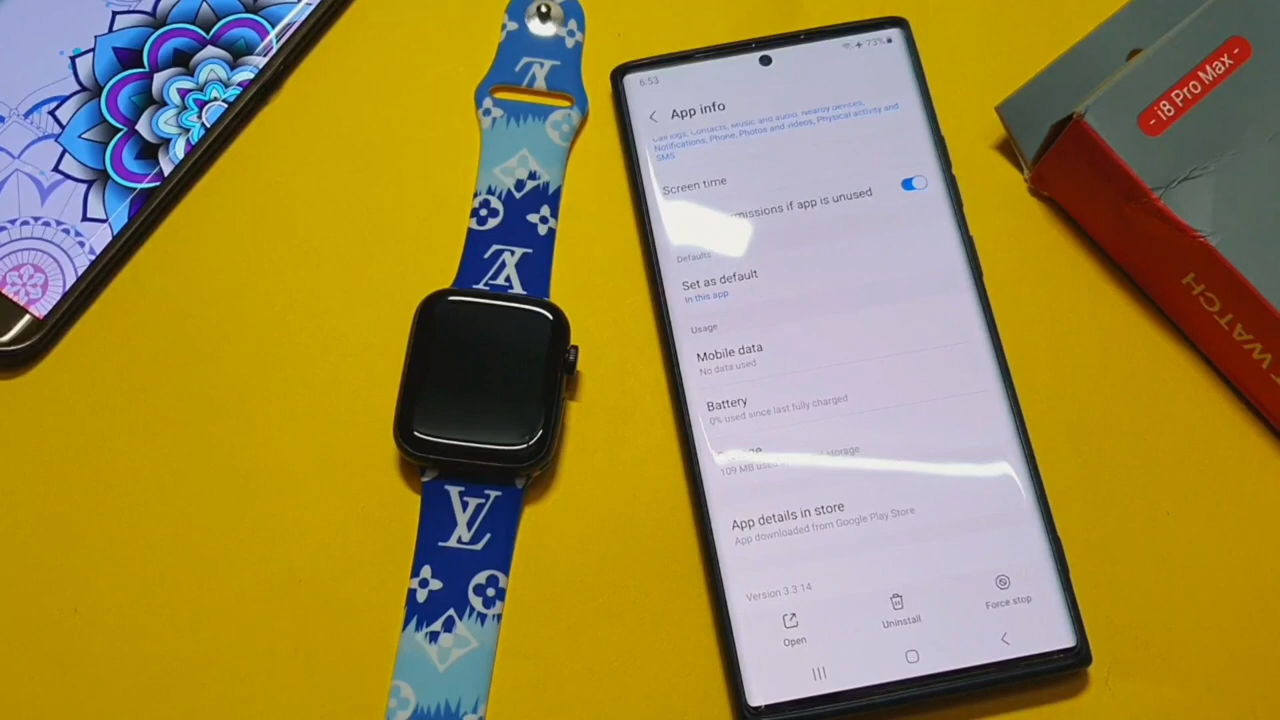 6:53
73%
App info
Call logs, Contacts, Music and audio, Nearby devices,
Notifications, Phone, Photos and videos, Physical activity and
SMS
Screen time
missions if app is unused
Defaults
Set as default
In this app
Usage
Mobile data
No data used
Battery
0% used since last fully charged
109 MB used storage
App details in store
App downloaded from Google Play Store
Version 3.3.14
Open
Uninstall
Force stop
- i8 Pro Max -
WATCH
LV
LV
LV